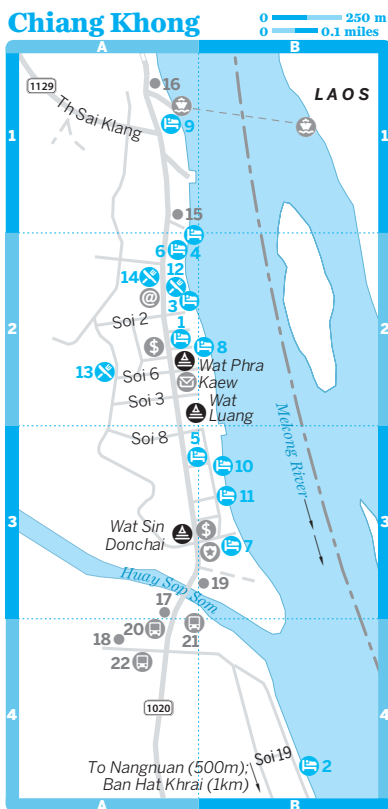 Chiang Khong
0 250 m
0 0.1 miles
A B
1129
16
LAOS
Th Sai Klang
9
1 1
15
6 4
14 12
3
@
Soi 2
1
2 2
$
8
Wat Phra
Kaew
13
Soi 6
Soi 3
Wat
Luang
Mekong River
Soi 8
5
10
11
3 3
Wat Sin
Donchai
$
7
Huay Sop Som
19
17
20
21
18
22
4 4
1020
Soi 19
2
To Nangnuan (500m);
Ban Hat Khrai (1km)
A B